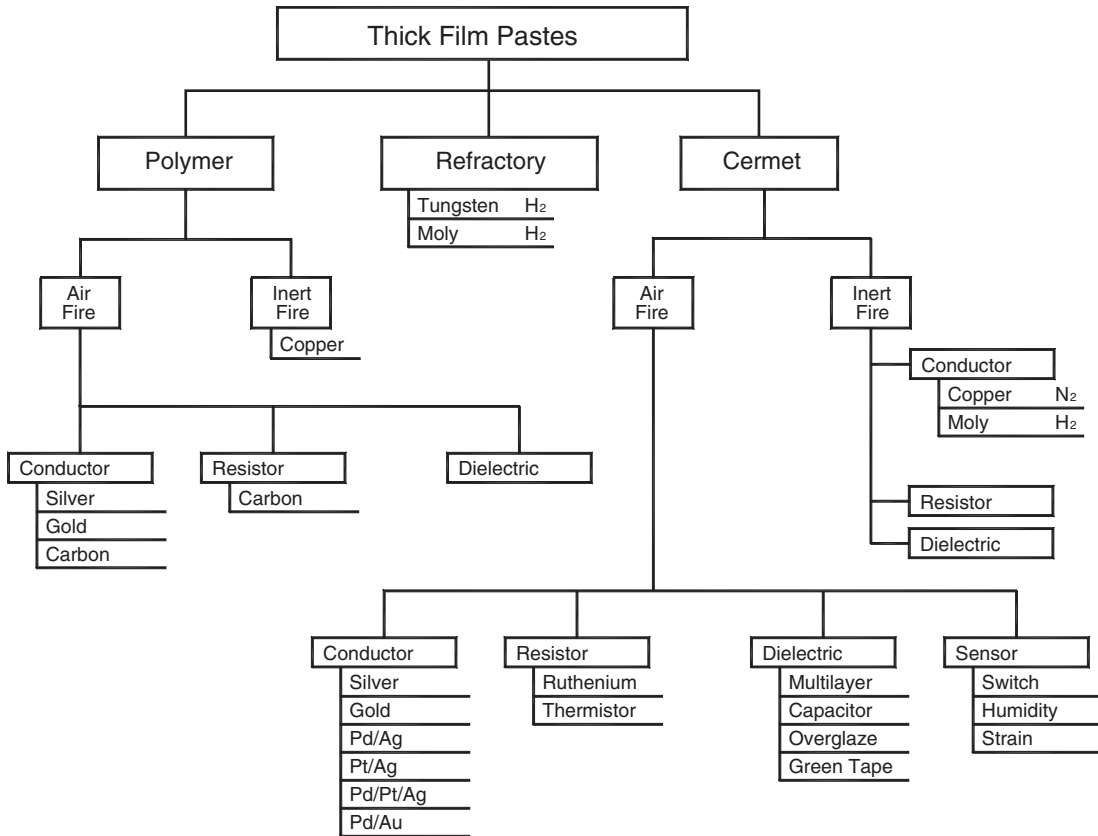 Thick Film Pastes
Polymer
Refractory
Cermet
Tungsten H₂
Moly H₂
Air
Fire
Inert
Fire
Copper
Air
Fire
Inert
Fire
Conductor
Copper N₂
Moly H₂
Resistor
Dielectric
Conductor
Silver
Gold
Carbon
Resistor
Carbon
Dielectric
Conductor
Silver
Gold
Pd/Ag
Pt/Ag
Pd/Pt/Ag
Pd/Au
Resistor
Ruthenium
Thermistor
Dielectric
Multilayer
Capacitor
Overglaze
Green Tape
Sensor
Switch
Humidity
Strain